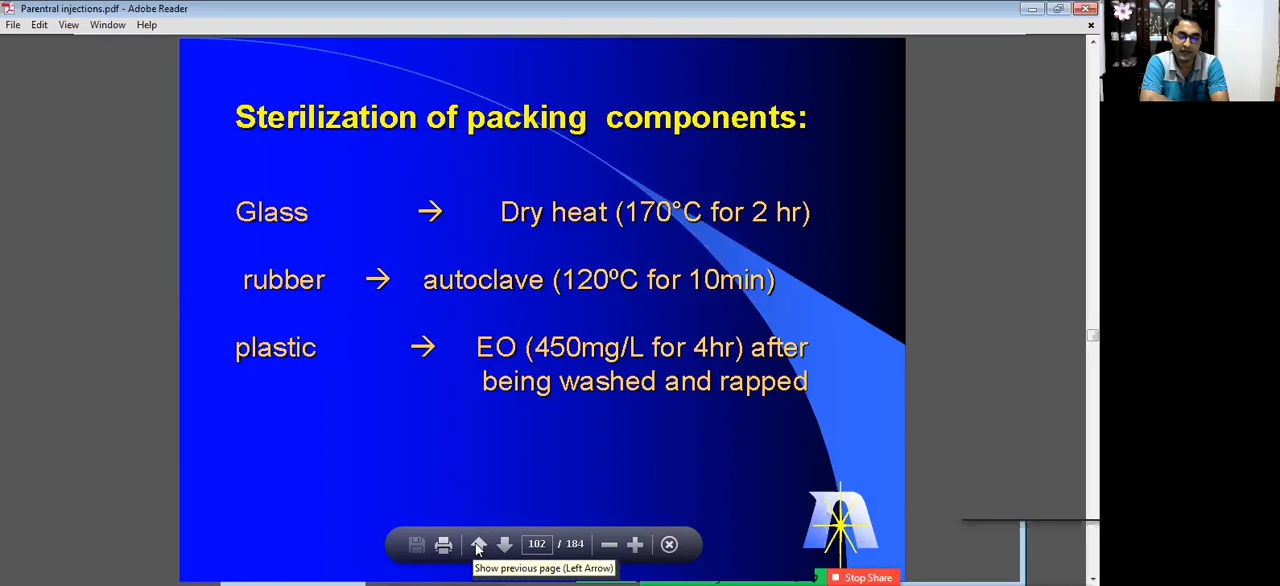 Parentral injections.pdf - Adobe Reader
File Edit View Window Help
Sterilization of packing components:
Glass → Dry heat (170°C for 2 hr)
rubber → autoclave (120ºC for 10min)
plastic → EO (450mg/L for 4hr) after
being washed and rapped
102 / 184
Show previous page (Left Arrow)
Stop Share